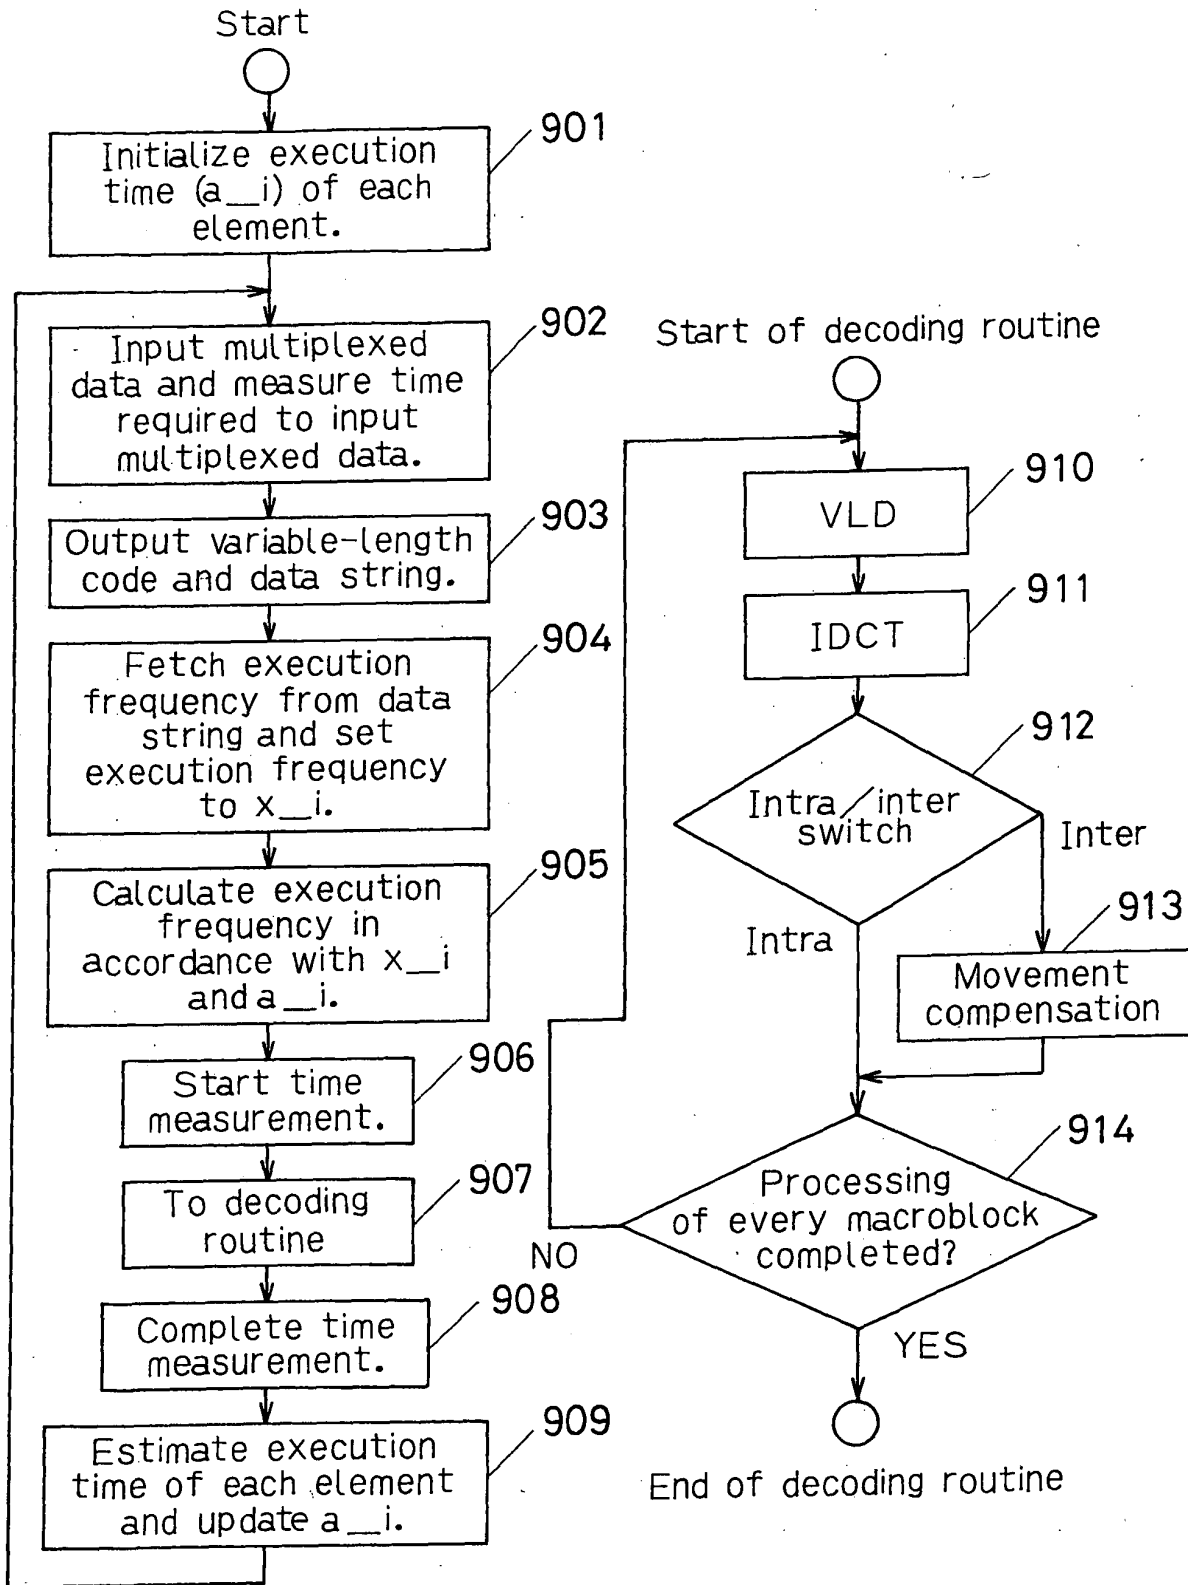 Start
901
Initialize execution
time (a__i) of each
element.
902
Input multiplexed
data and measure time
required to input
multiplexed data.
903
Output variable-length
code and data string.
904
Fetch execution
frequency from data
string and set
execution frequency
to x__i.
905
Calculate execution
frequency in
accordance with x__i
and a__i.
906
Start time
measurement.
907
To decoding
routine
908
Complete time
measurement.
909
Estimate execution
time of each element
and update a__i.
Start of decoding routine
910
VLD
911
IDCT
912
Intra/inter
switch
Inter
Intra
913
Movement
compensation
914
Processing
of every macroblock
completed?
NO
YES
End of decoding routine